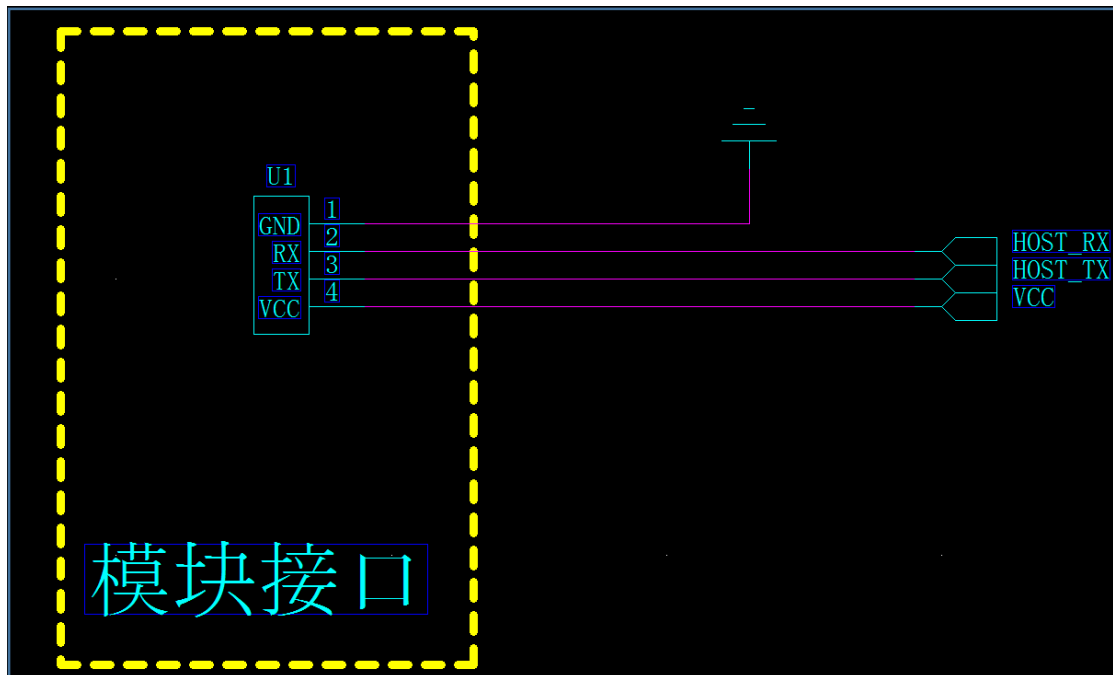 U1
GND 1
RX 2
TX 3
VCC 4
HOST_RX
HOST_TX
VCC
模块接口